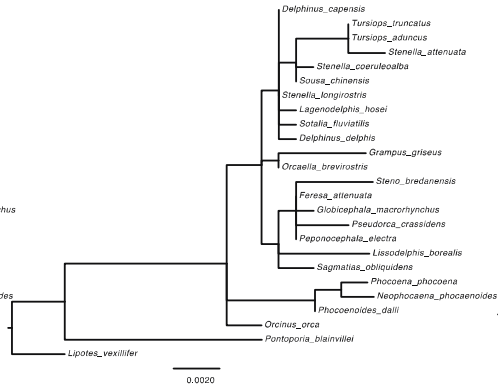 Delphinus_capensis
Tursiops_truncatus
Tursiops_aduncus
Stenella_attenuata
Stenella_coeruleoalba
Sousa_chinensis
Stenella_longirostris
Lagenodelphis_hosei
Sotalia_fluviatilis
Delphinus_delphis
Grampus_griseus
Orcaella_brevirostris
Steno_bredanensis
Feresa_attenuata
Globicephala_macrorhynchus
Pseudorca_crassidens
Peponocephala_electra
Lissodelphis_borealis
Sagmatias_obliquidens
Phocoena_phocoena
Neophocaena_phocaenoides
Phocoenoides_dalli
Orcinus_orca
Pontoporia_blainvillei
Lipotes_vexillifer
0.0020